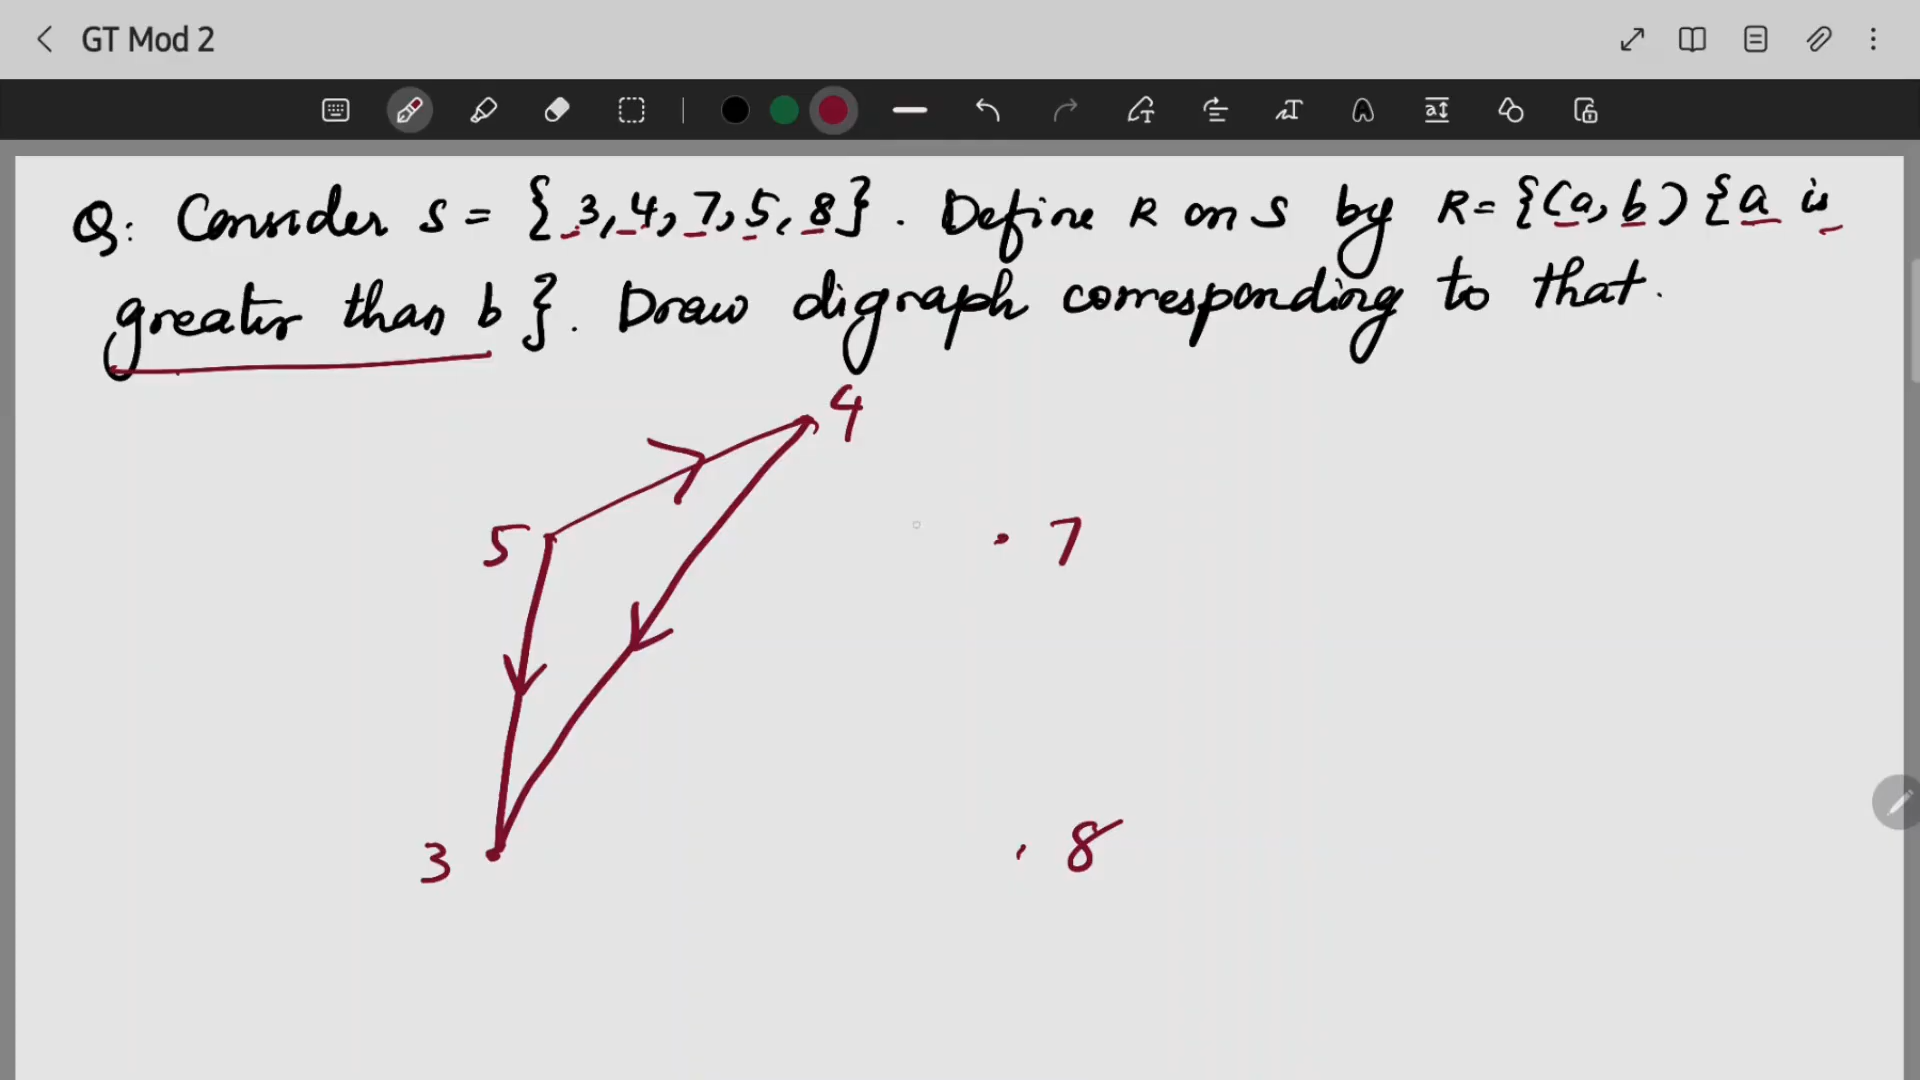 GT Mod 2
Q: Consider S = {3, 4, 7, 5, 8}. Define R on S by R= {(a, b) {a is
greater than b}. Draw digraph corresponding to that.
4
5
7
3
8